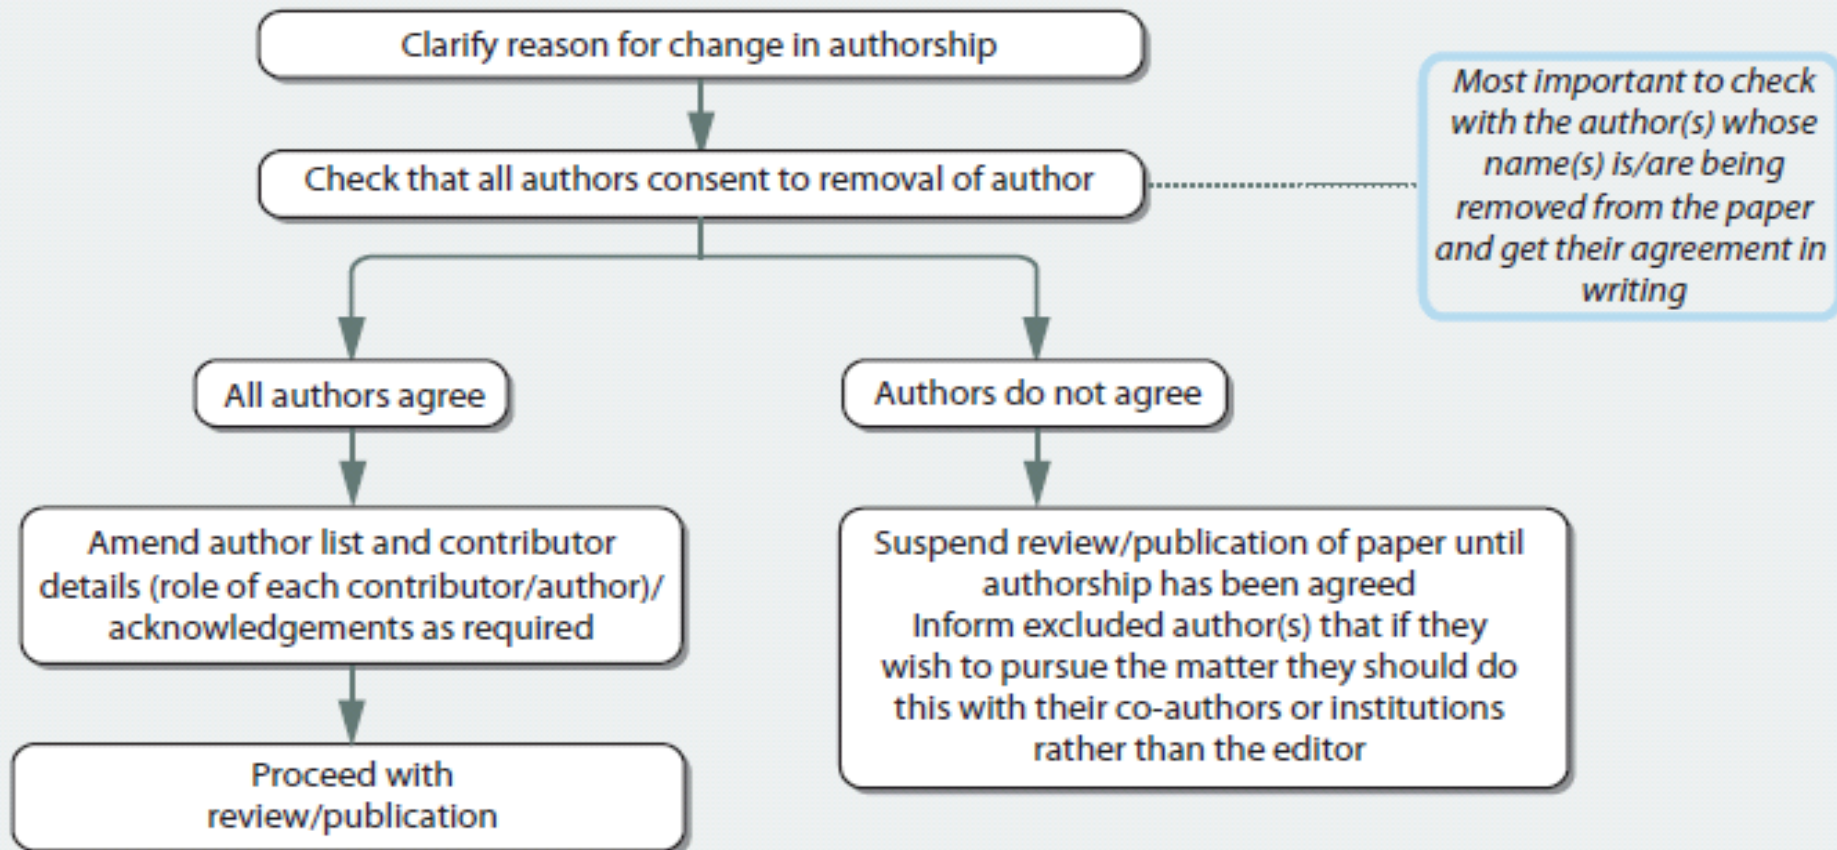 Clarify reason for change in authorship
Most important to check
with the author(s) whose
name(s) is/are being
removed from the paper
and get their agreement in
writing
Check that all authors consent to removal of author
All authors agree
Authors do not agree
Amend author list and contributor
details (role of each contributor/author)/
acknowledgements as required
Suspend review/publication of paper until
authorship has been agreed
Inform excluded author(s) that if they
wish to pursue the matter they should do
this with their co-authors or institutions
rather than the editor
Proceed with
review/publication